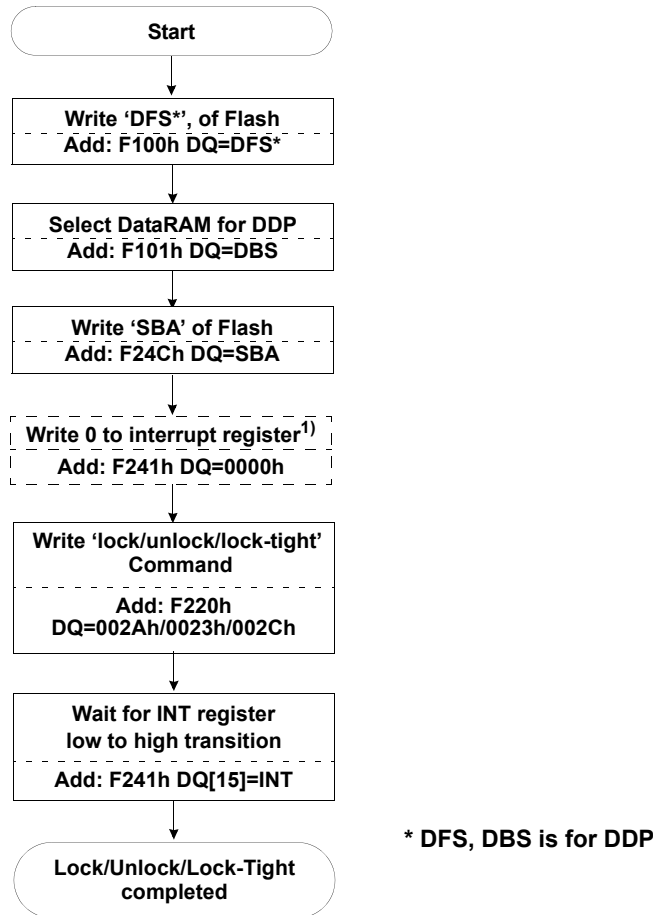 Start
Write ‘DFS*’, of Flash
Add: F100h DQ=DFS*
Select DataRAM for DDP
Add: F101h DQ=DBS
Write ‘SBA’ of Flash
Add: F24Ch DQ=SBA
Write 0 to interrupt register1)
Add: F241h DQ=0000h
Write ‘lock/unlock/lock-tight’
Command
Add: F220h
DQ=002Ah/0023h/002Ch
Wait for INT register
low to high transition
Add: F241h DQ[15]=INT
* DFS, DBS is for DDP
Lock/Unlock/Lock-Tight
completed